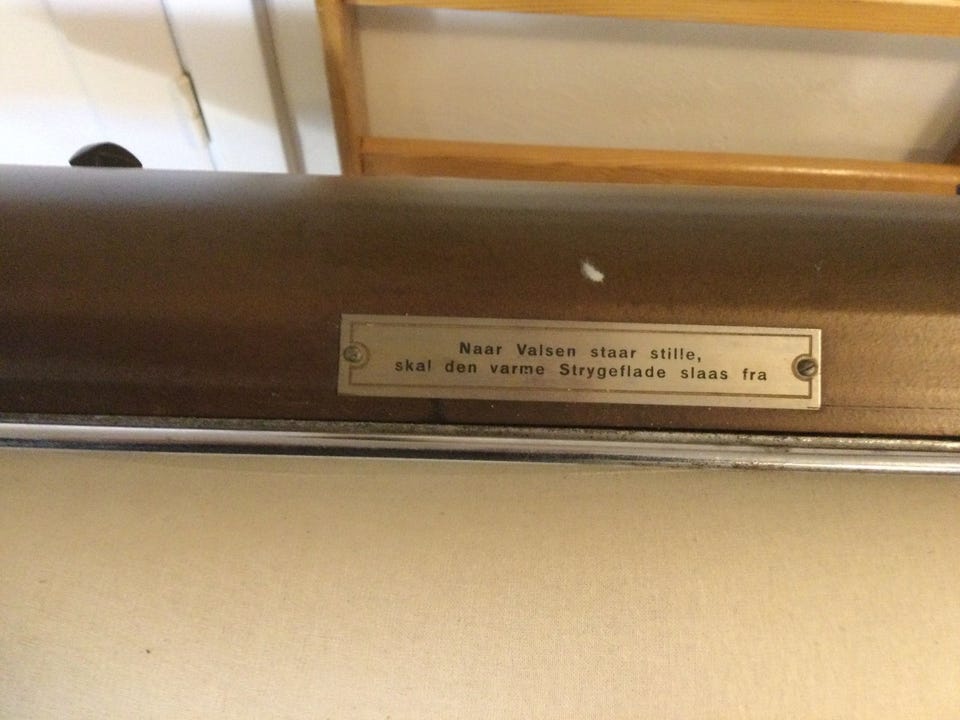 Naar Valsen staar stille,
skal den varme Strygeflade slaas fra